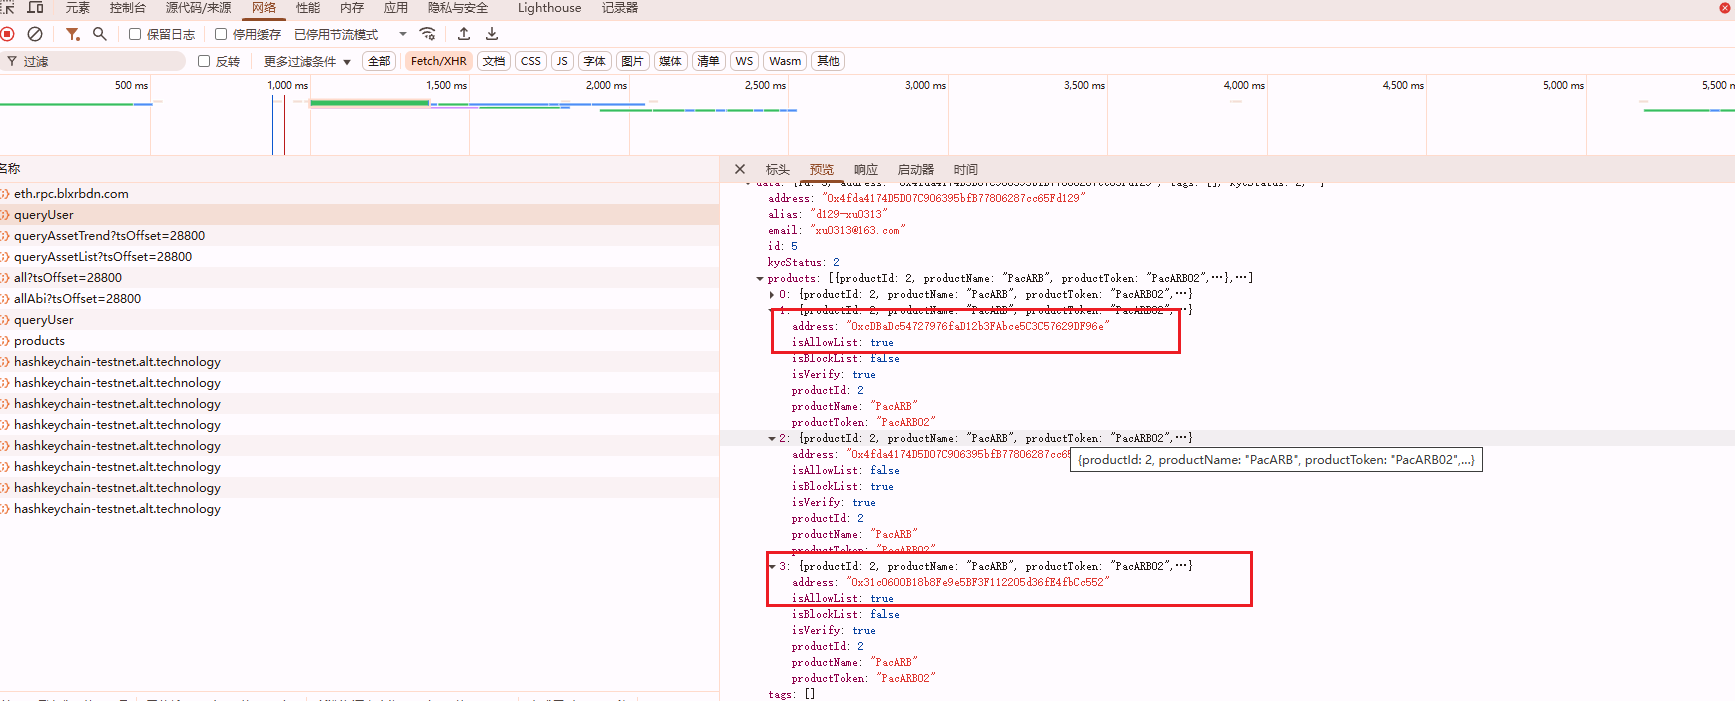 元素 控制台 源代码/来源 网络 性能 内存 应用 隐私与安全 Lighthouse 记录器
保留日志 停用缓存 已停用节流模式
过滤 反转 更多过滤条件 全部 Fetch/XHR 文档 CSS JS 字体 图片 媒体 清单 WS Wasm 其他
500 ms 1,000 ms 1,500 ms 2,000 ms 2,500 ms 3,000 ms 3,500 ms 4,000 ms 4,500 ms 5,000 ms 5,500 m
名称
eth.rpc.blxrbdn.com
queryUser
queryAssetTrend?tsOffset=28800
queryAssetList?tsOffset=28800
all?tsOffset=28800
allAbi?tsOffset=28800
queryUser
products
hashkeychain-testnet.alt.technology
hashkeychain-testnet.alt.technology
hashkeychain-testnet.alt.technology
hashkeychain-testnet.alt.technology
hashkeychain-testnet.alt.technology
hashkeychain-testnet.alt.technology
hashkeychain-testnet.alt.technology
hashkeychain-testnet.alt.technology
标头 预览 响应 启动器 时间
data: {id: 5, address: "0x4fda4174D5D07C906395bfB77806287cc65Fd129", tags: [], kycStatus: 2,…}
address: "0x4fda4174D5D07C906395bfB77806287cc65Fd129"
alias: "d129-xu0313"
email: "xu0313@163.com"
id: 5
kycStatus: 2
products: [{productId: 2, productName: "PacARB", productToken: "PacARB02",…},…]
0: {productId: 2, productName: "PacARB", productToken: "PacARB02",…}
1: {productId: 2, productName: "PacARB", productToken: "PacARB02",…}
address: "0xcDBaDc54727976faD12b3FAbce5C3C57629DF96e"
isAllowList: true
isBlockList: false
isVerify: true
productId: 2
productName: "PacARB"
productToken: "PacARB02"
2: {productId: 2, productName: "PacARB", productToken: "PacARB02",…}
address: "0x4fda4174D5D07C906395bfB77806287cc65
{productId: 2, productName: "PacARB", productToken: "PacARB02",…}
isAllowList: false
isBlockList: true
isVerify: true
productId: 2
productName: "PacARB"
productToken: "PacARB02"
3: {productId: 2, productName: "PacARB", productToken: "PacARB02",…}
address: "0x31c0600B18b8Fe9e5BF3F112205d36fE4fbCc552"
isAllowList: true
isBlockList: false
isVerify: true
productId: 2
productName: "PacARB"
productToken: "PacARB02"
tags: []